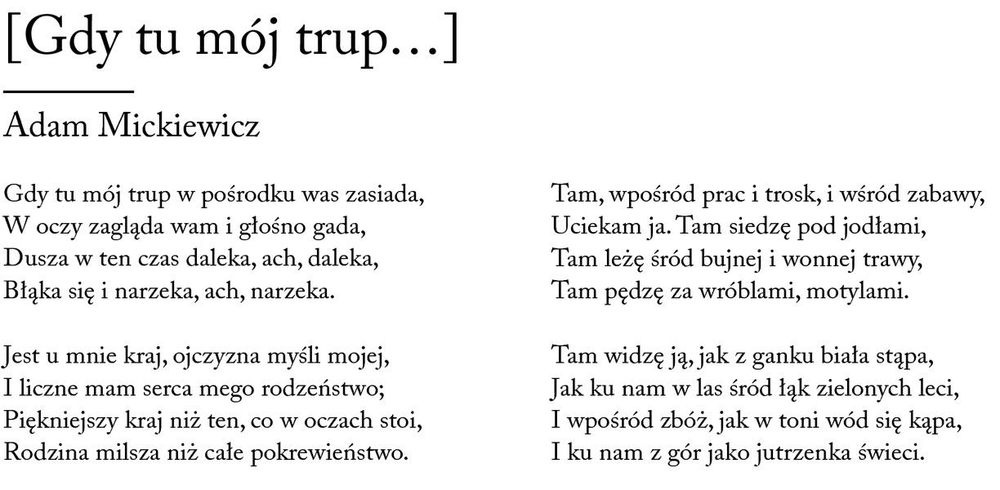 [Gdy tu mój trup…]
Adam Mickiewicz
Gdy tu mój trup w pośrodku was zasiada,
W oczy zagląda wam i głośno gada,
Dusza w ten czas daleka, ach, daleka,
Błąka się i narzeka, ach, narzeka.
Jest u mnie kraj, ojczyzna myśli mojej,
I liczne mam serca mego rodzeństwo;
Piękniejszy kraj niż ten, co w oczach stoi,
Rodzina milsza niż całe pokrewieństwo.
Tam, wpośród prac i trosk, i wśród zabawy,
Uciekam ja. Tam siedzę pod jodłami,
Tam leżę śród bujnej i wonnej trawy,
Tam pędzę za wróblami, motylami.
Tam widzę ją, jak z ganku biała stąpa,
Jak ku nam w las śród łąk zielonych leci,
I wpośród zbóż, jak w toni wód się kąpa,
I ku nam z gór jako jutrzenka świeci.